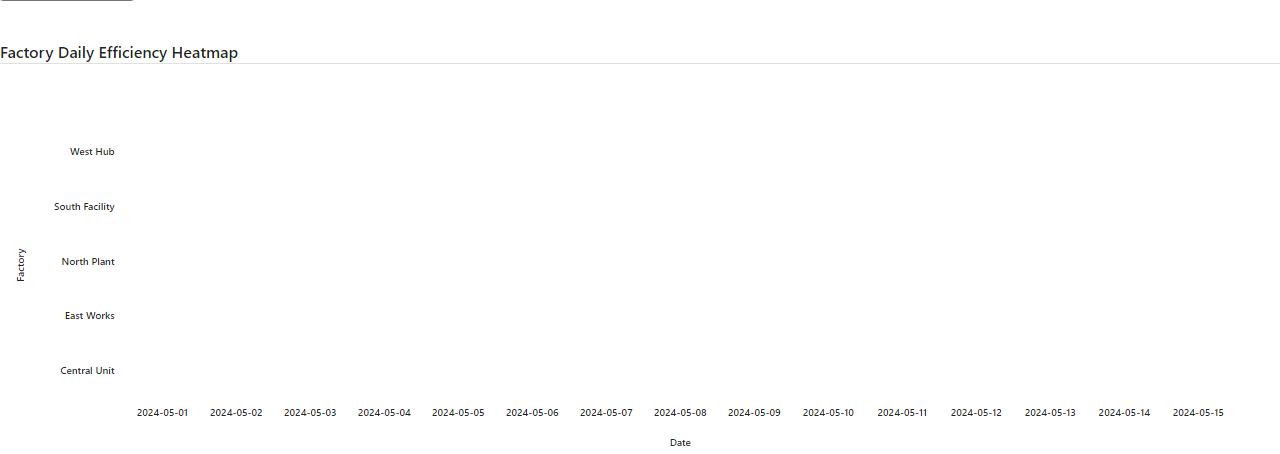 Factory Daily Efficiency Heatmap
West Hub
South Facility
North Plant
East Works
Central Unit
Factory
2024-05-01 2024-05-02 2024-05-03 2024-05-04 2024-05-05 2024-05-06 2024-05-07 2024-05-08 2024-05-09 2024-05-10 2024-05-11 2024-05-12 2024-05-13 2024-05-14 2024-05-15
Date